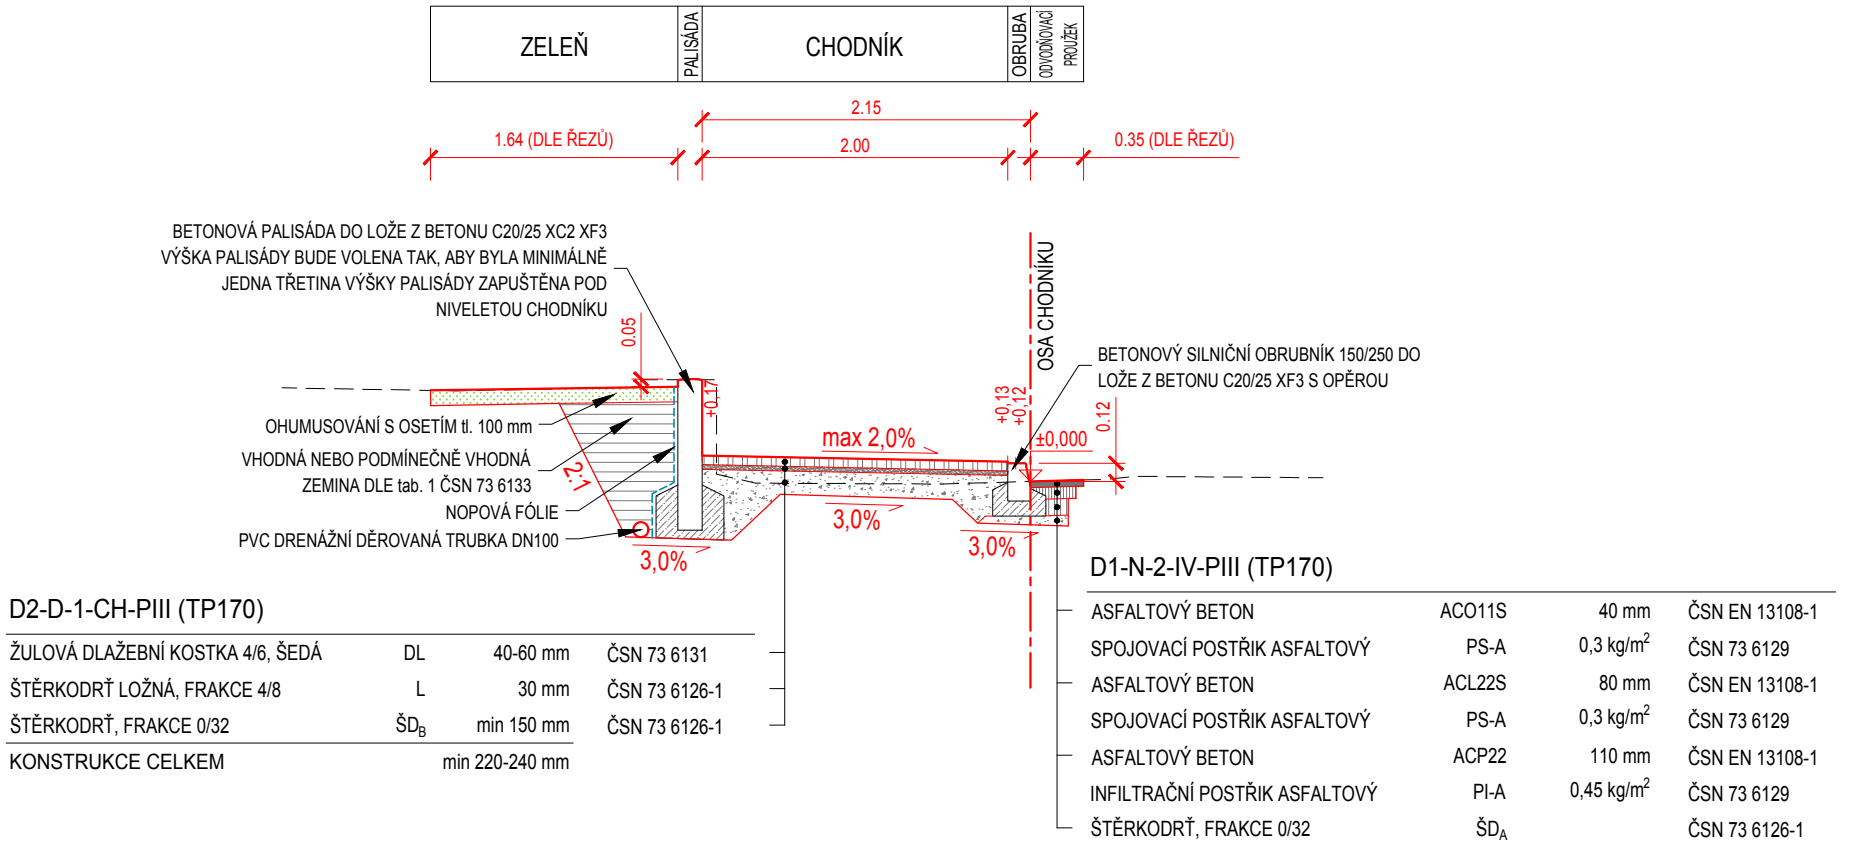 ZELEŇ
PALISÁDA
CHODNÍK
OBRUBA
ODVODŇOVACÍ
PROUŽEK
2.15
1.64 (DLE ŘEZŮ)
2.00
0.35 (DLE ŘEZŮ)
BETONOVÁ PALISÁDA DO LOŽE Z BETONU C20/25 XC2 XF3
VÝŠKA PALISÁDY BUDE VOLENA TAK, ABY BYLA MINIMÁLNĚ
JEDNA TŘETINA VÝŠKY PALISÁDY ZAPUŠTĚNA POD
NIVELETOU CHODNÍKU
0.05
+0,17
OSA CHODNÍKU
BETONOVÝ SILNIČNÍ OBRUBNÍK 150/250 DO
LOŽE Z BETONU C20/25 XF3 S OPĚROU
+0,13
+0,12
0.12
±0,000
max 2,0%
OHUMUSOVÁNÍ S OSETÍM tl. 100 mm
VHODNÁ NEBO PODMÍNEČNĚ VHODNÁ
ZEMINA DLE tab. 1 ČSN 73 6133
2:1
NOPOVÁ FÓLIE
PVC DRENÁŽNÍ DĚROVANÁ TRUBKA DN100
3,0%
3,0%
3,0%
D2-D-1-CH-PIII (TP170)
ŽULOVÁ DLAŽEBNÍ KOSTKA 4/6, ŠEDÁ DL 40-60 mm ČSN 73 6131
ŠTĚRKODRŤ LOŽNÁ, FRAKCE 4/8 L 30 mm ČSN 73 6126-1
ŠTĚRKODRŤ, FRAKCE 0/32 ŠDB min 150 mm ČSN 73 6126-1
KONSTRUKCE CELKEM min 220-240 mm
D1-N-2-IV-PIII (TP170)
ASFALTOVÝ BETON ACO11S 40 mm ČSN EN 13108-1
SPOJOVACÍ POSTŘIK ASFALTOVÝ PS-A 0,3 kg/m² ČSN 73 6129
ASFALTOVÝ BETON ACL22S 80 mm ČSN EN 13108-1
SPOJOVACÍ POSTŘIK ASFALTOVÝ PS-A 0,3 kg/m² ČSN 73 6129
ASFALTOVÝ BETON ACP22 110 mm ČSN EN 13108-1
INFILTRAČNÍ POSTŘIK ASFALTOVÝ PI-A 0,45 kg/m² ČSN 73 6129
ŠTĚRKODRŤ, FRAKCE 0/32 ŠDA ČSN 73 6126-1